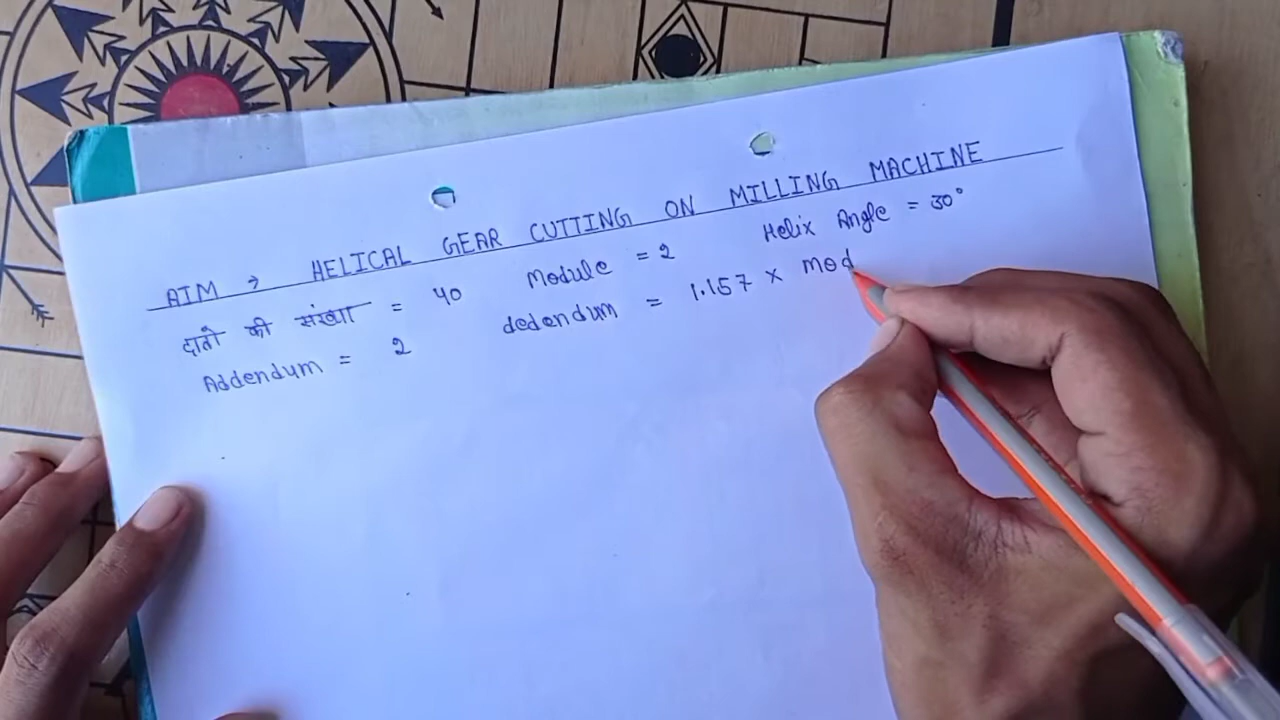 AIM → HELICAL GEAR CUTTING ON MILLING MACHINE
दातो की संख्या = 40 Module = 2 Helix Angle = 30°
Addendum = 2 dedendum = 1.157 × mod